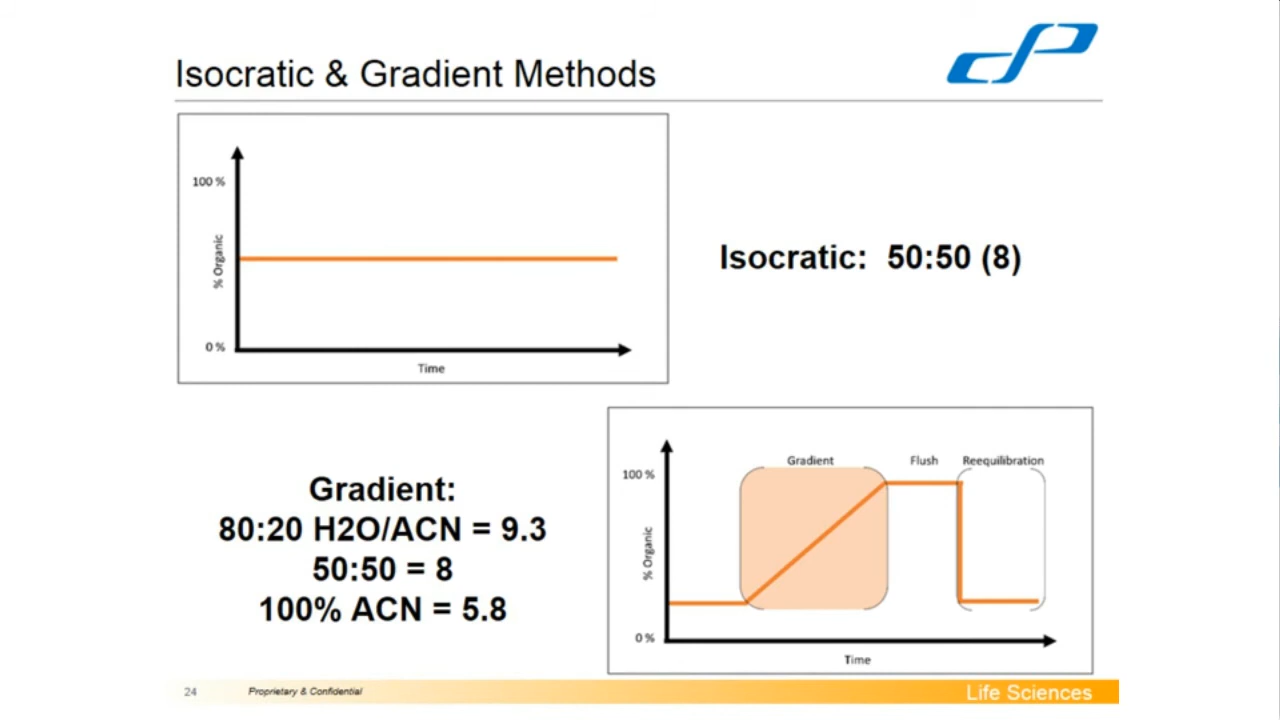 Isocratic & Gradient Methods
100 %
% Organic
0 %
Time
Isocratic: 50:50 (8)
Gradient:
80:20 H2O/ACN = 9.3
50:50 = 8
100% ACN = 5.8
Gradient
Flush
Reequilibration
100 %
% Organic
0 %
Time
24
Proprietary & Confidential
Life Sciences